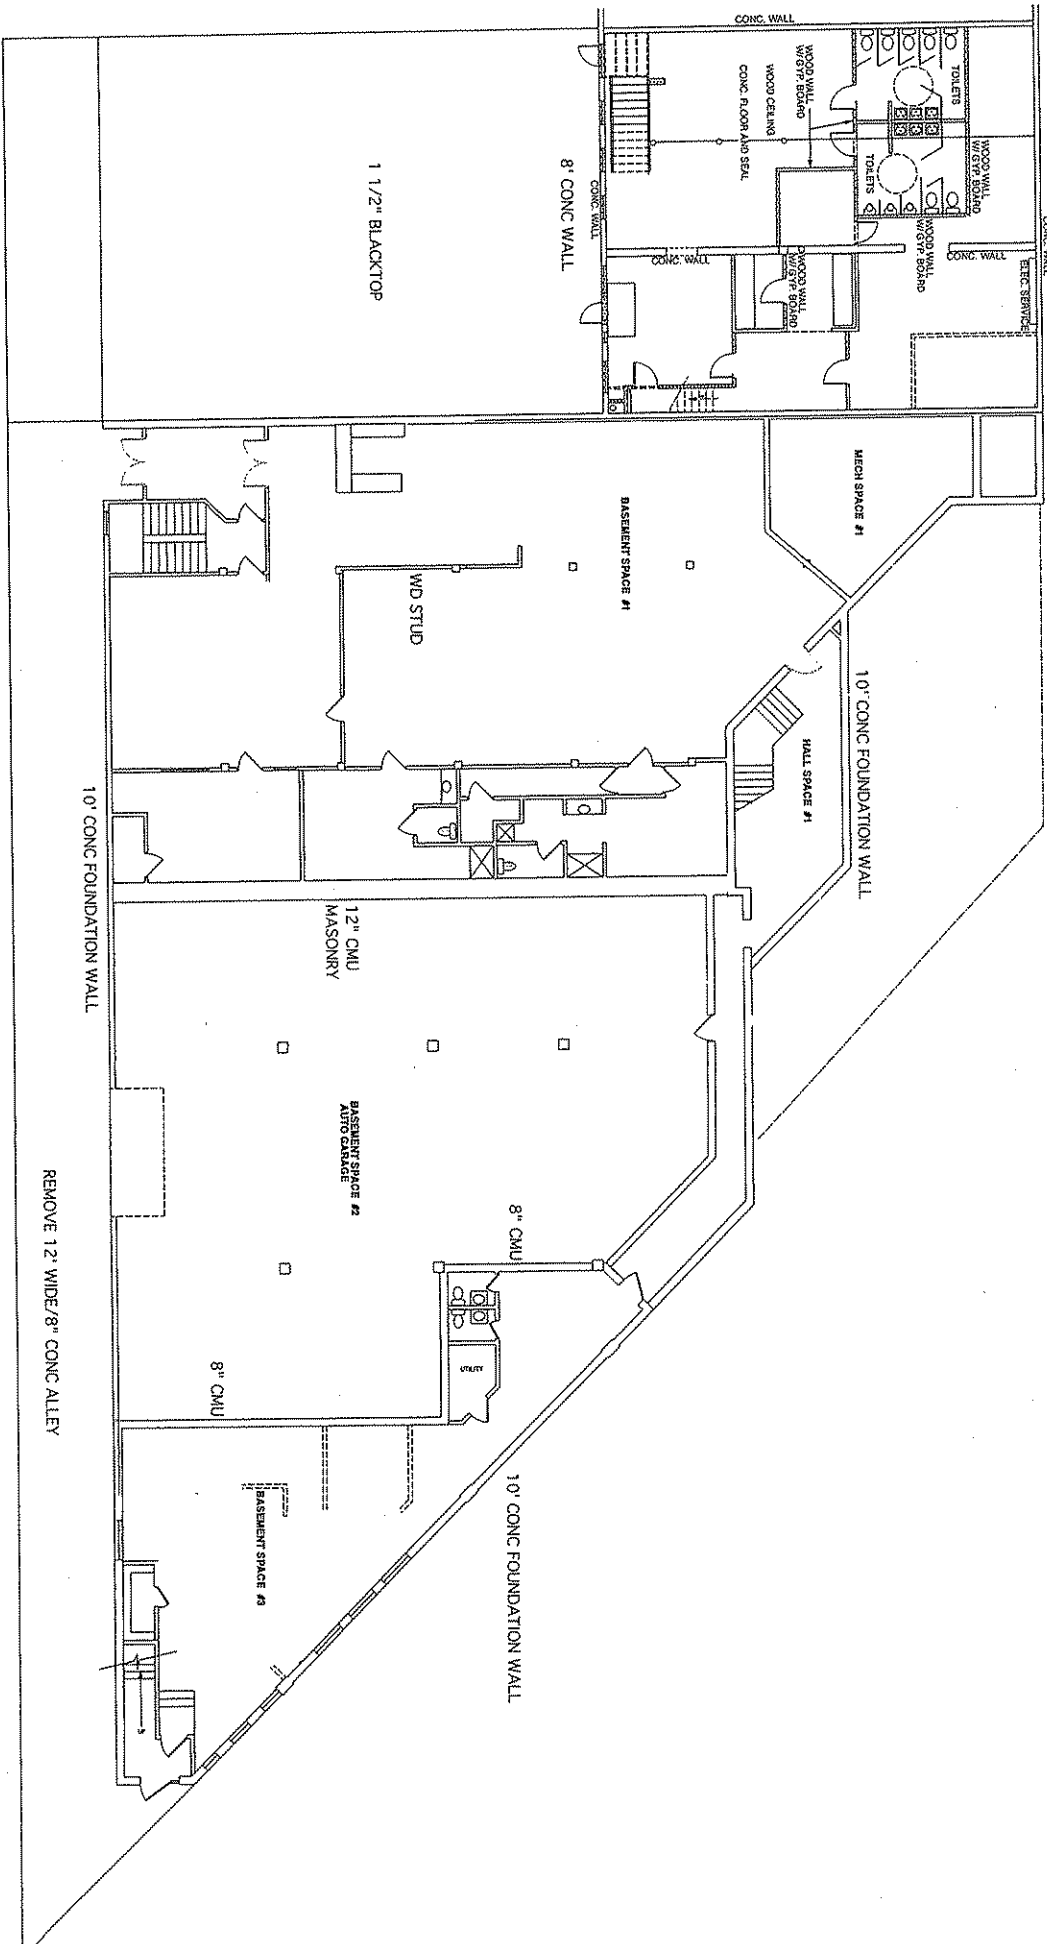 CONC. WALL
WOOD WALL
W/GYP. BOARD
WOOD CEILING
CONC. FLOOR AND SEAL
TOILETS
WOOD WALL
W/ GYP. BOARD
TOILETS
WOOD WALL
W/GYP. BOARD
CONC. WALL
CONC. WALL
ELEC. SERVICE
CONC. WALL
WOOD WALL
W/GYP. BOARD
CONC. WALL
8' CONC WALL
1 1/2" BLACKTOP
MECH SPACE #1
BASEMENT SPACE #1
WD STUD
10' CONC FOUNDATION WALL
HALL SPACE #1
10' CONC FOUNDATION WALL
12" CMU
MASONRY
BASEMENT SPACE #2
AUTO GARAGE
8" CMU
UTILITY
8" CMU
REMOVE 12' WIDE/8" CONC ALLEY
10' CONC FOUNDATION WALL
BASEMENT SPACE #3